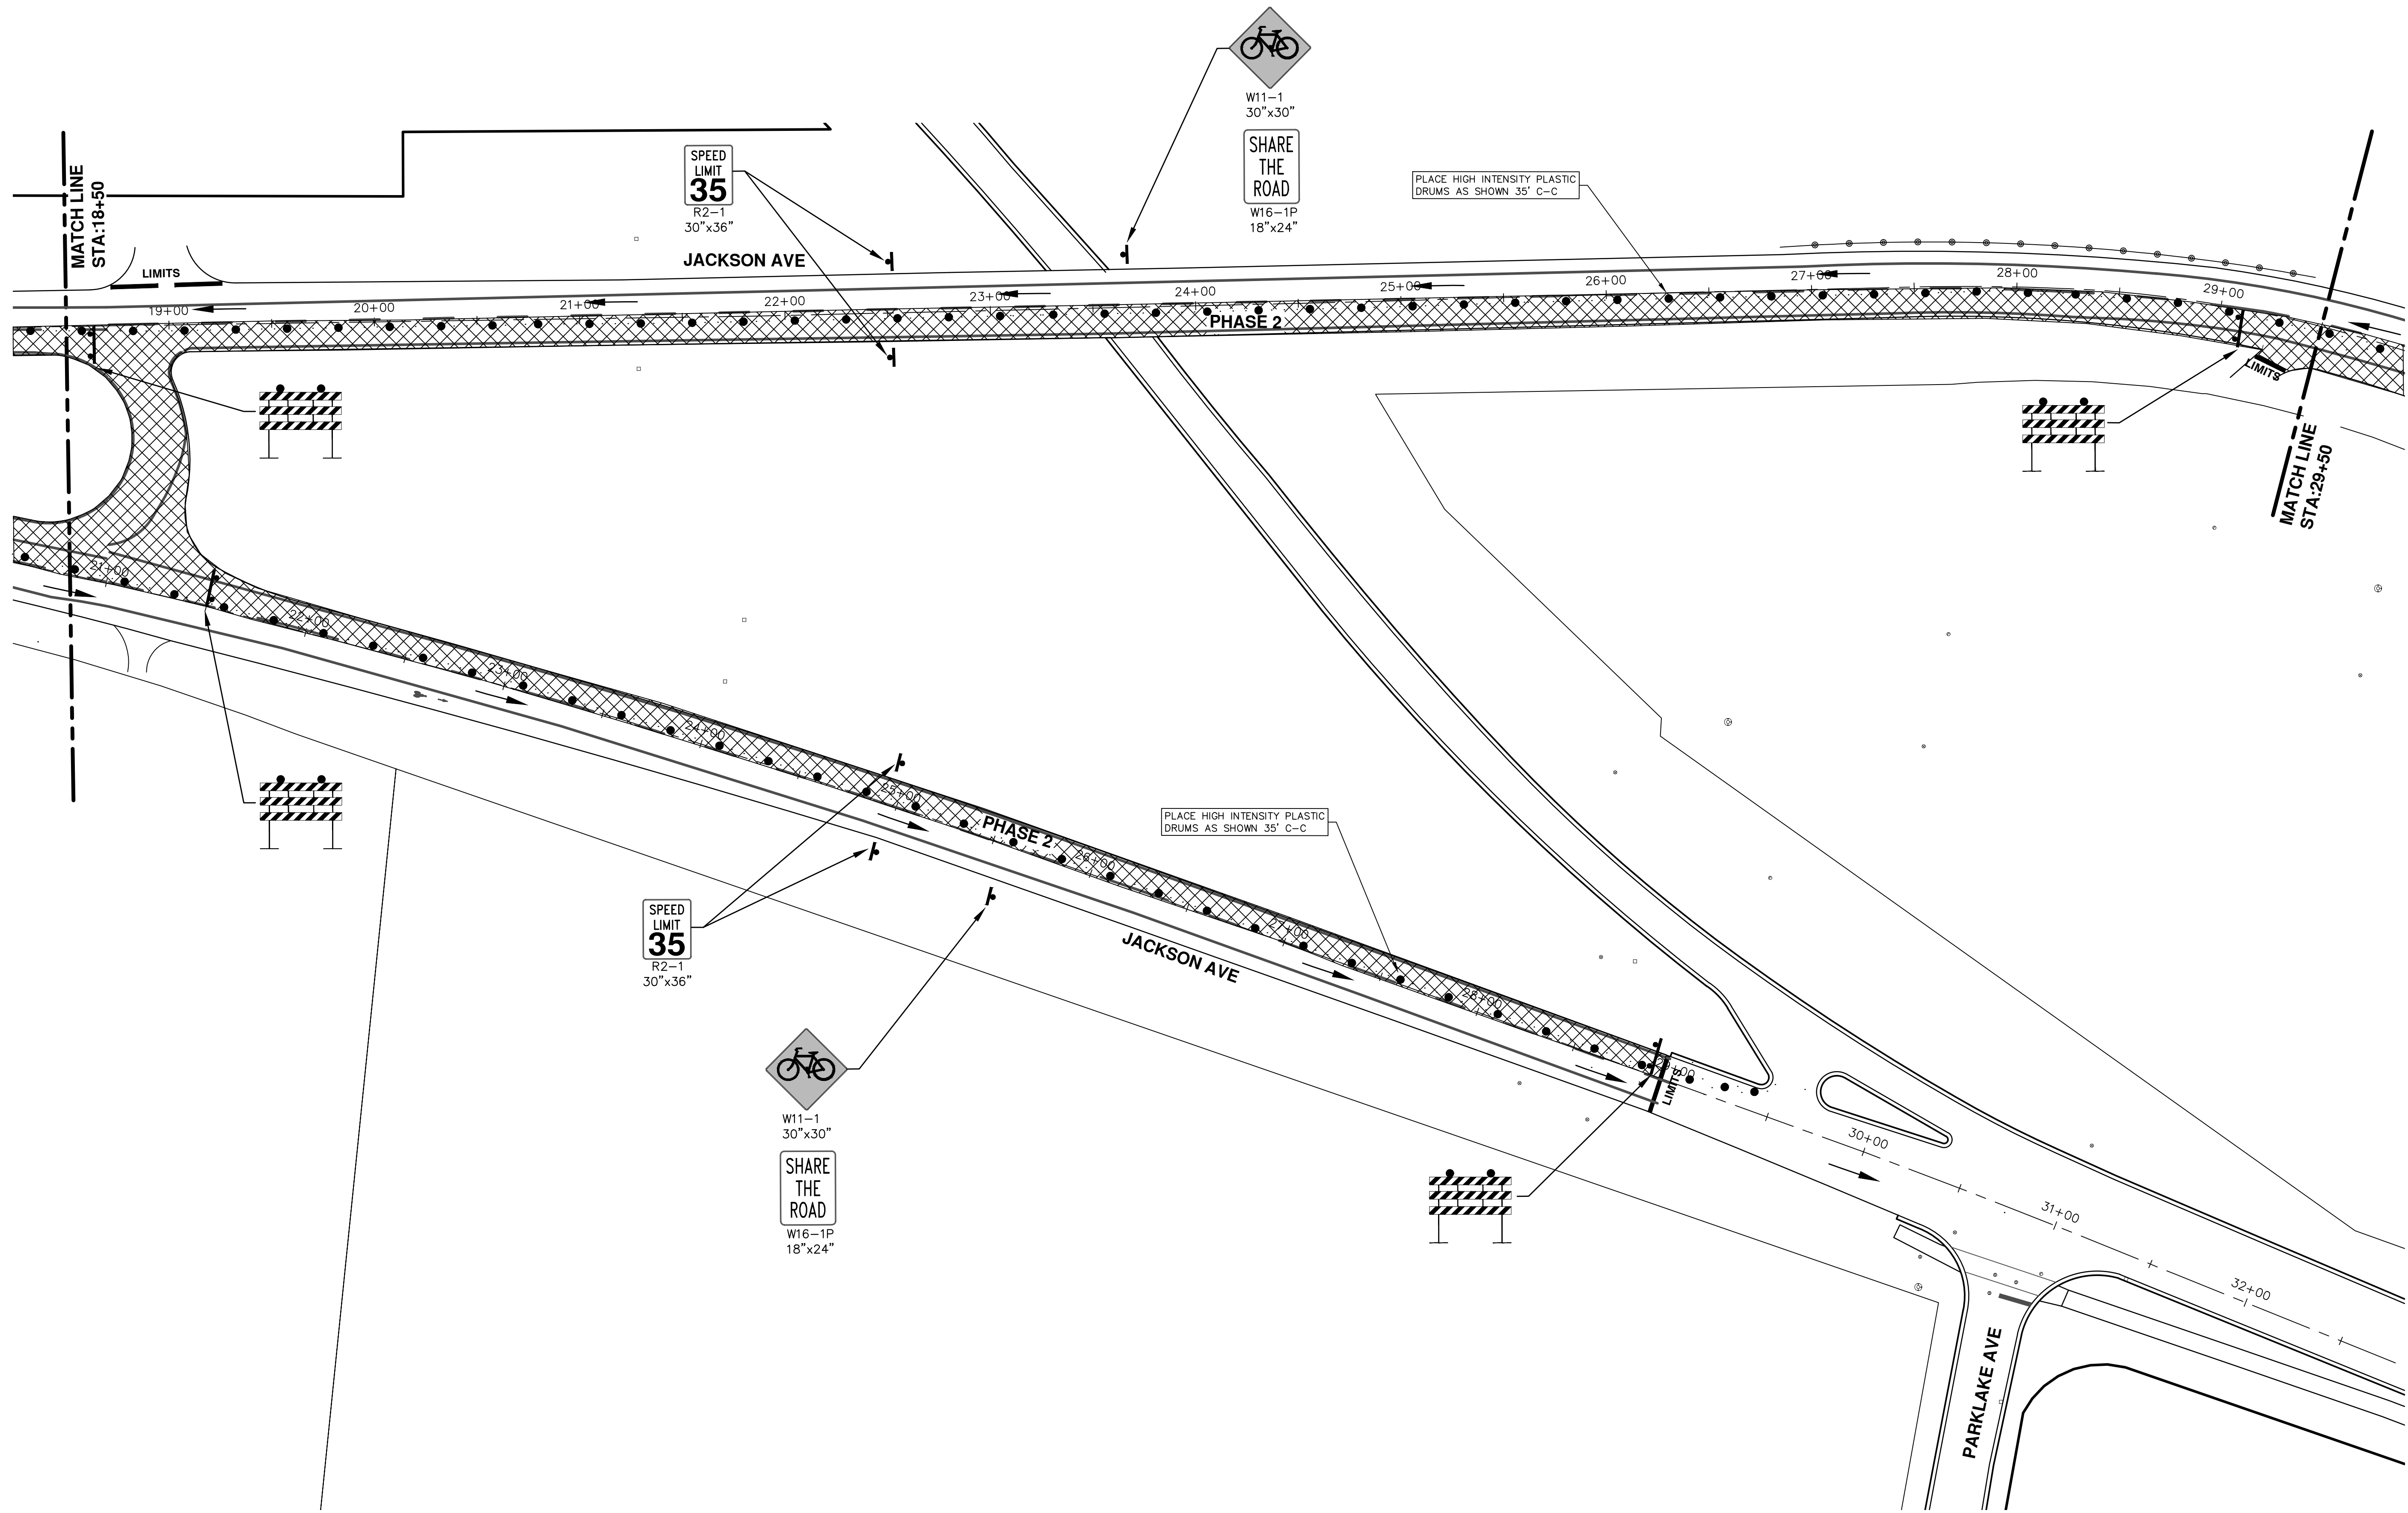 W11-1
30"x30"
SHARE
THE
ROAD
W16-1P
18"x24"
SPEED
LIMIT
35
R2-1
30"x36"
PLACE HIGH INTENSITY PLASTIC
DRUMS AS SHOWN 35' C-C
MATCH LINE
STA:18+50
JACKSON AVE
LIMITS
19+00
20+00
21+00
22+00
23+00
24+00
25+00
26+00
27+00
28+00
29+00
PHASE 2
LIMITS
MATCH LINE
STA:29+50
21+00
22+00
23+00
24+00
25+00
PHASE 2
26+00
27+00
28+00
29+00
LIMITS
30+00
31+00
32+00
PLACE HIGH INTENSITY PLASTIC
DRUMS AS SHOWN 35' C-C
SPEED
LIMIT
35
R2-1
30"x36"
JACKSON AVE
W11-1
30"x30"
SHARE
THE
ROAD
W16-1P
18"x24"
PARKLAKE AVE